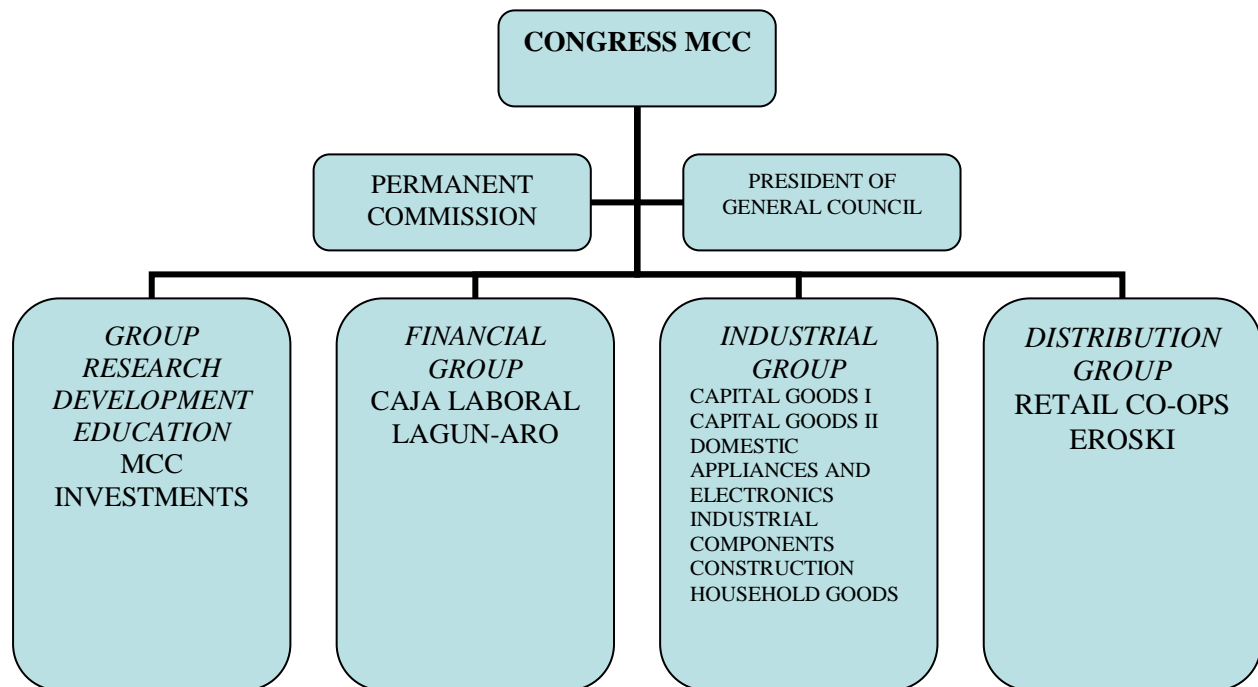 CONGRESS MCC
PERMANENT
COMMISSION
PRESIDENT OF
GENERAL COUNCIL
GROUP
RESEARCH
DEVELOPMENT
EDUCATION
MCC
INVESTMENTS
FINANCIAL
GROUP
CAJA LABORAL
LAGUN-ARO
INDUSTRIAL
GROUP
CAPITAL GOODS I
CAPITAL GOODS II
DOMESTIC
APPLIANCES AND
ELECTRONICS
INDUSTRIAL
COMPONENTS
CONSTRUCTION
HOUSEHOLD GOODS
DISTRIBUTION
GROUP
RETAIL CO-OPS
EROSKI